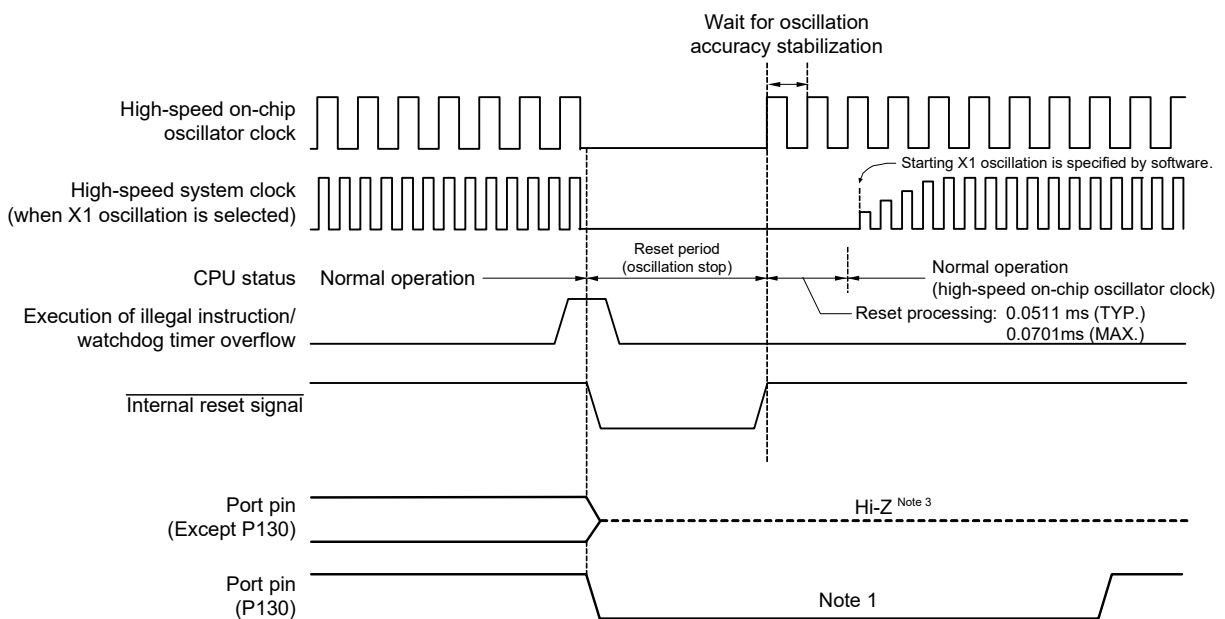 Wait for oscillation
accuracy stabilization
High-speed on-chip
oscillator clock
Starting X1 oscillation is specified by software.
High-speed system clock
(when X1 oscillation is selected)
Reset period
(oscillation stop)
CPU status
Normal operation
Normal operation
(high-speed on-chip oscillator clock)
Reset processing: 0.0511 ms (TYP.)
0.0701ms (MAX.)
Execution of illegal instruction/
watchdog timer overflow
Internal reset signal
Port pin
(Except P130)
Hi-Z Note 3
Port pin
(P130)
Note 1